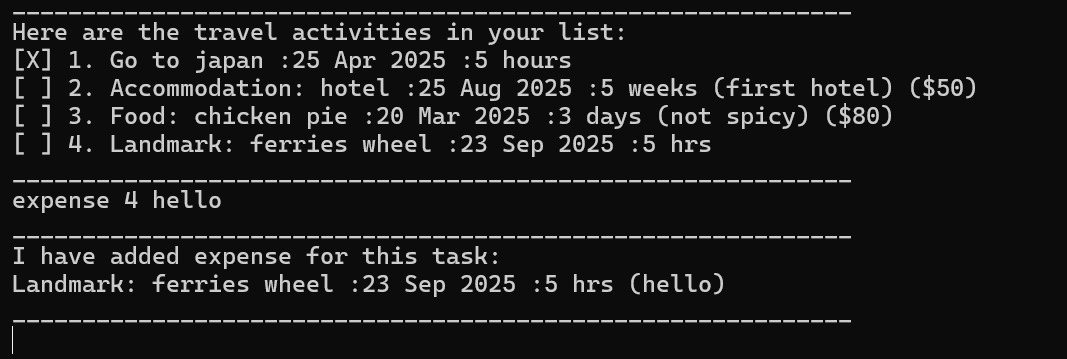 ____________________________________________________________
Here are the travel activities in your list:
[X] 1. Go to japan :25 Apr 2025 :5 hours
[ ] 2. Accommodation: hotel :25 Aug 2025 :5 weeks (first hotel) ($50)
[ ] 3. Food: chicken pie :20 Mar 2025 :3 days (not spicy) ($80)
[ ] 4. Landmark: ferries wheel :23 Sep 2025 :5 hrs
____________________________________________________________
expense 4 hello
____________________________________________________________
I have added expense for this task:
Landmark: ferries wheel :23 Sep 2025 :5 hrs (hello)
____________________________________________________________